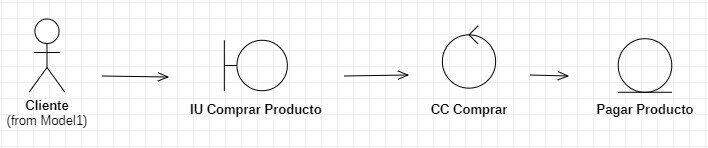 Cliente
(from Model1)
IU Comprar Producto
CC Comprar
Pagar Producto